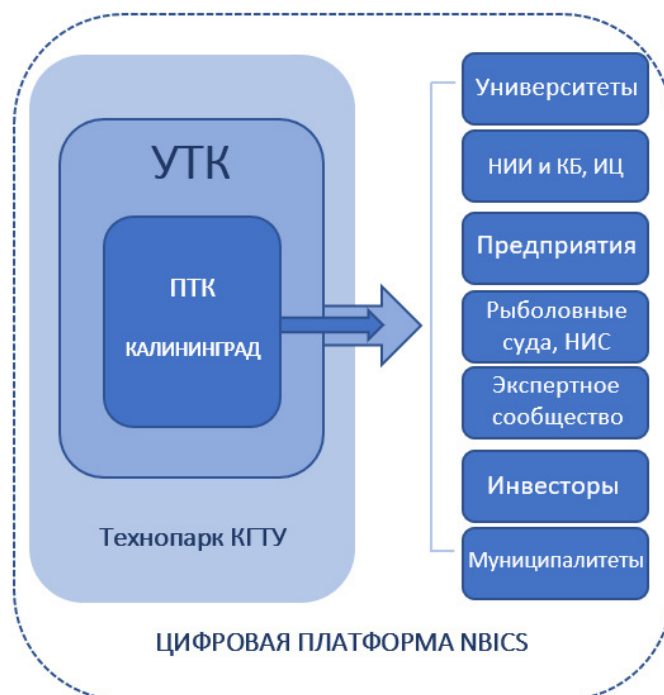 УТК
ПТК
КАЛИНИНГРАД
Технопарк КГТУ
Университеты
НИИ и КБ, ИЦ
Предприятия
Рыболовные
суда, НИС
Экспертное
сообщество
Инвесторы
Муниципалитеты
ЦИФРОВАЯ ПЛАТФОРМА NBICS